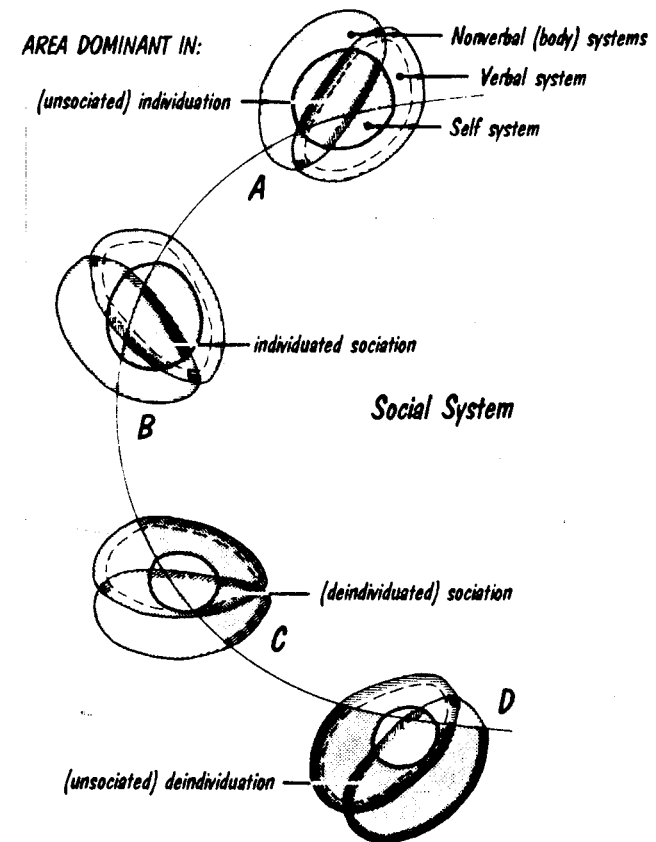 AREA DOMINANT IN:
Nonverbal (body) systems
Verbal system
(unsociated) individuation
Self system
A
individuated sociation
Social System
B
(deindividuated) sociation
C
D
(unsociated) deindividuation